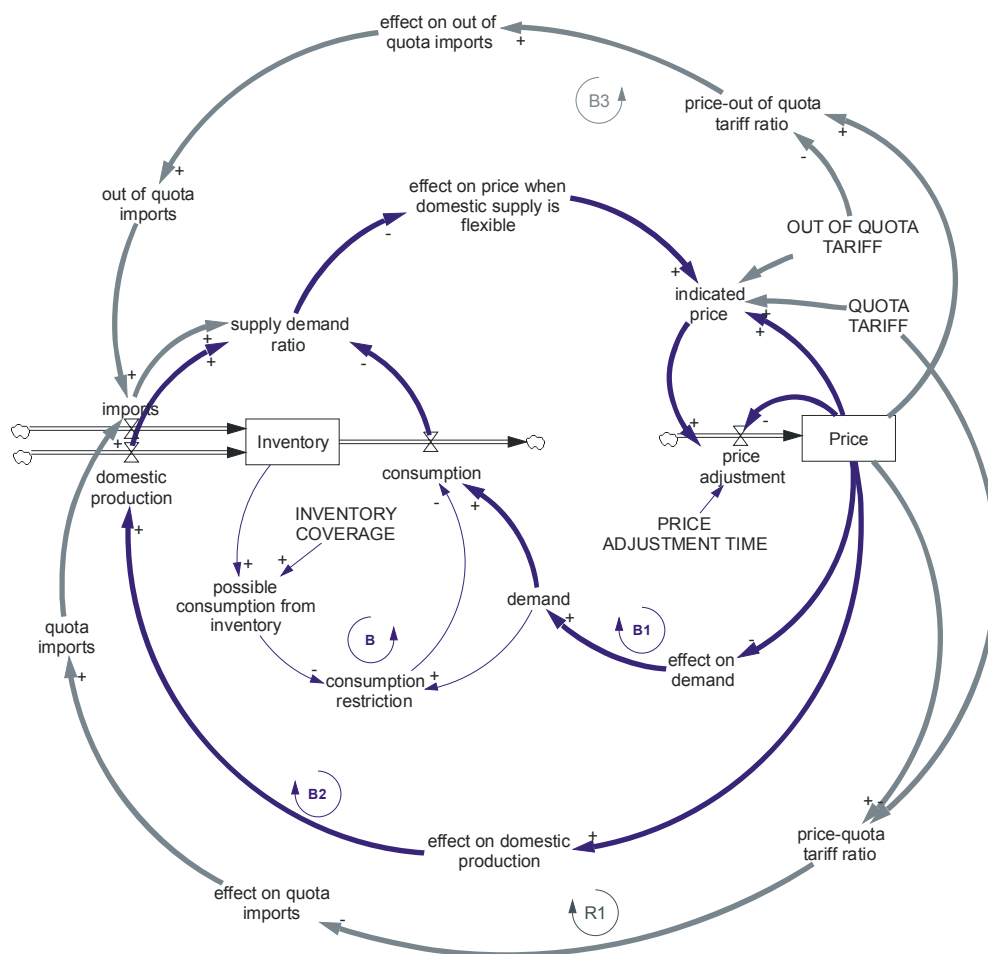 effect on out of
quota imports
+
B3
price-out of quota
tariff ratio
+
-
+
out of quota
imports
effect on price when
domestic supply is
flexible
-
OUT OF QUOTA
TARIFF
+
indicated
price
QUOTA
TARIFF
+
+
supply demand
ratio
+
+
-
+
imports
+
-
Inventory
Price
+
domestic
production
consumption
price
adjustment
-
+
+
INVENTORY
COVERAGE
PRICE
ADJUSTMENT TIME
+
+
possible
consumption from
inventory
demand
+
B
B1
-
quota
imports
effect on
demand
-
+
consumption
restriction
+
B2
+
-
effect on domestic
production
+
price-quota
tariff ratio
effect on quota
imports
-
R1